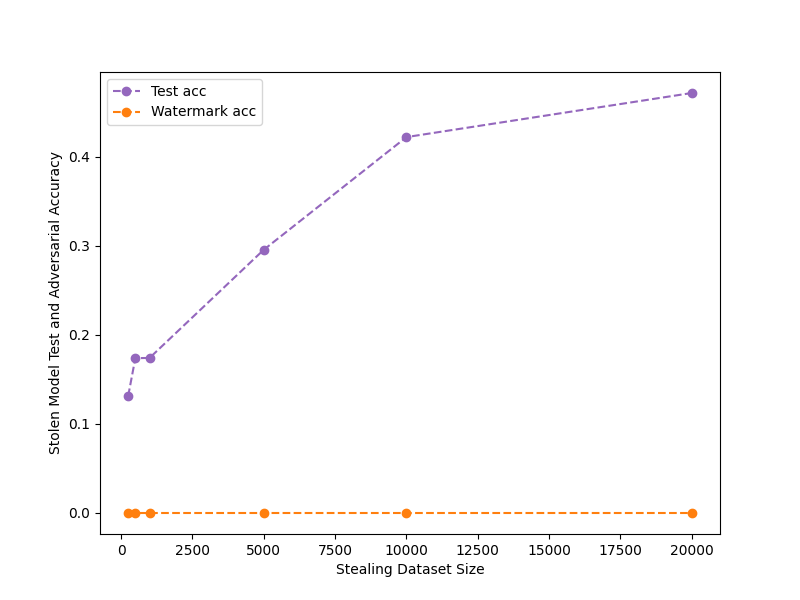 Test acc
Watermark acc
Stolen Model Test and Adversarial Accuracy
0.4
0.3
0.2
0.1
0.0
0 2500 5000 7500 10000 12500 15000 17500 20000
Stealing Dataset Size